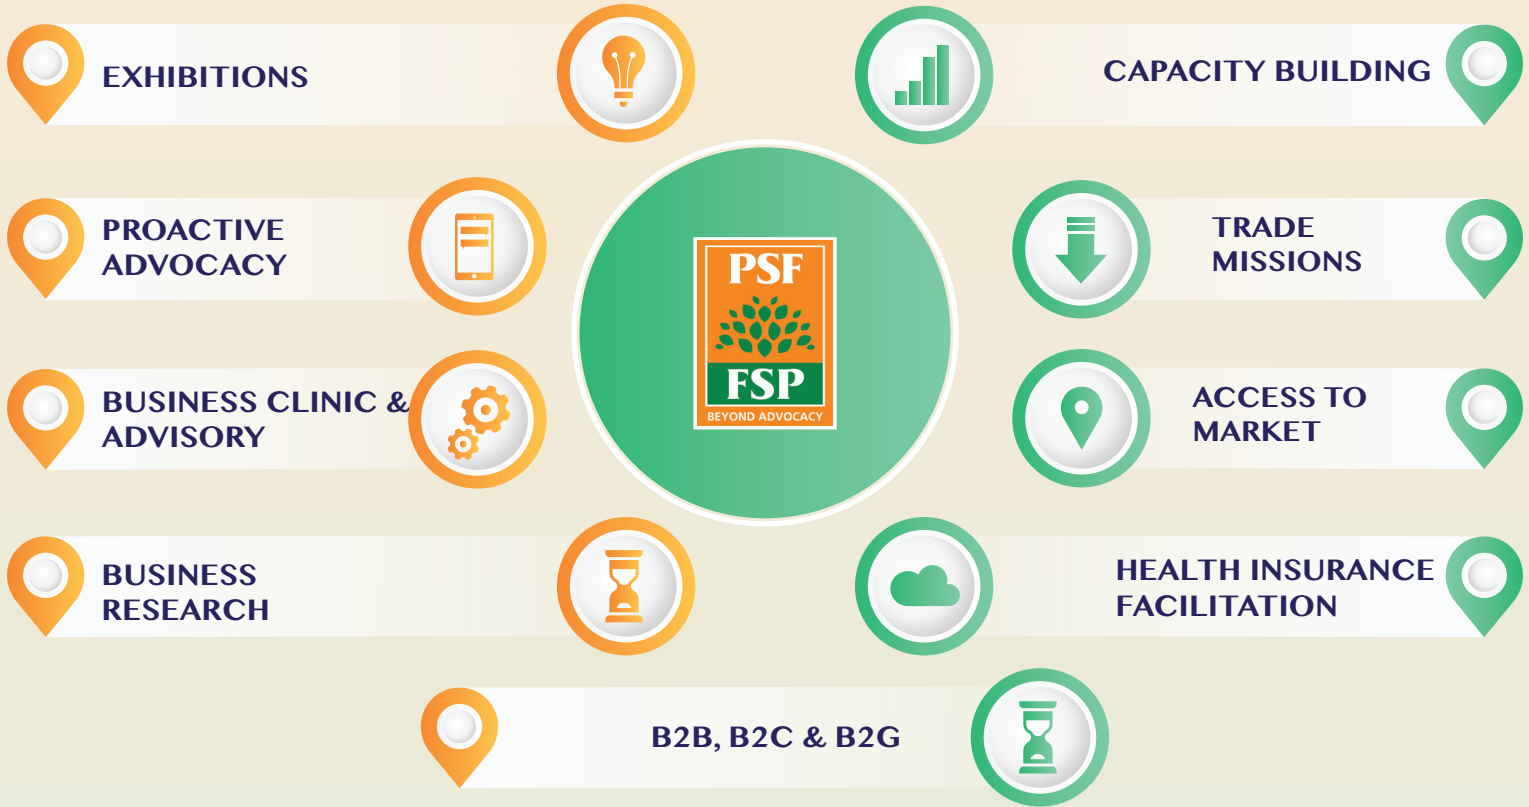 EXHIBITIONS
CAPACITY BUILDING
PROACTIVE
ADVOCACY
TRADE
MISSIONS
PSF
FSP
BEYOND ADVOCACY
BUSINESS CLINIC &
ADVISORY
ACCESS TO
MARKET
BUSINESS
RESEARCH
HEALTH INSURANCE
FACILITATION
B2B, B2C & B2G